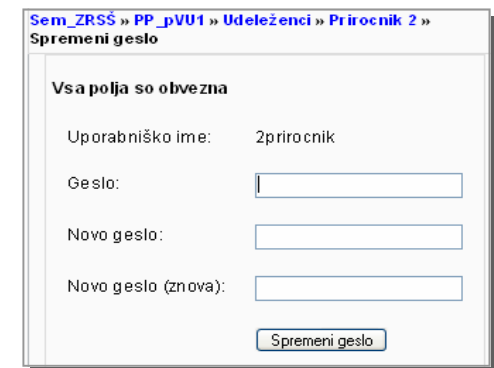 Sem_ZRSŠ » PP_pVU1 » Udeleženci » Prirocnik 2 »
Spremeni geslo
Vsa polja so obvezna
Uporabniško ime: 2prirocnik
Geslo:
Novo geslo:
Novo geslo (znova):
Spremeni geslo